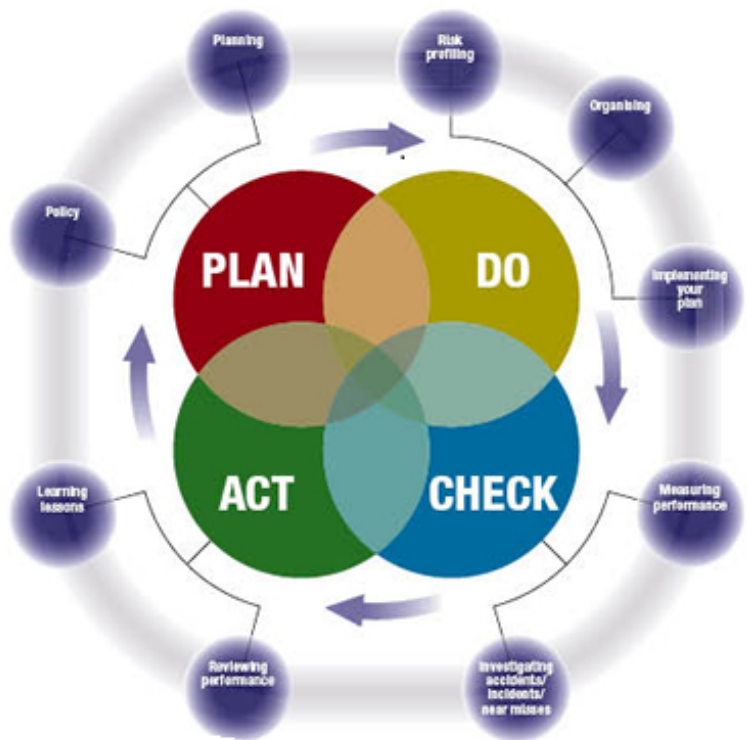 Planning
Risk
profiling
Organising
Policy
PLAN
DO
Implementing
your
plan
ACT
CHECK
Learning
lessons
Measuring
performance
Reviewing
performance
Investigating
accidents/
incidents/
near misses